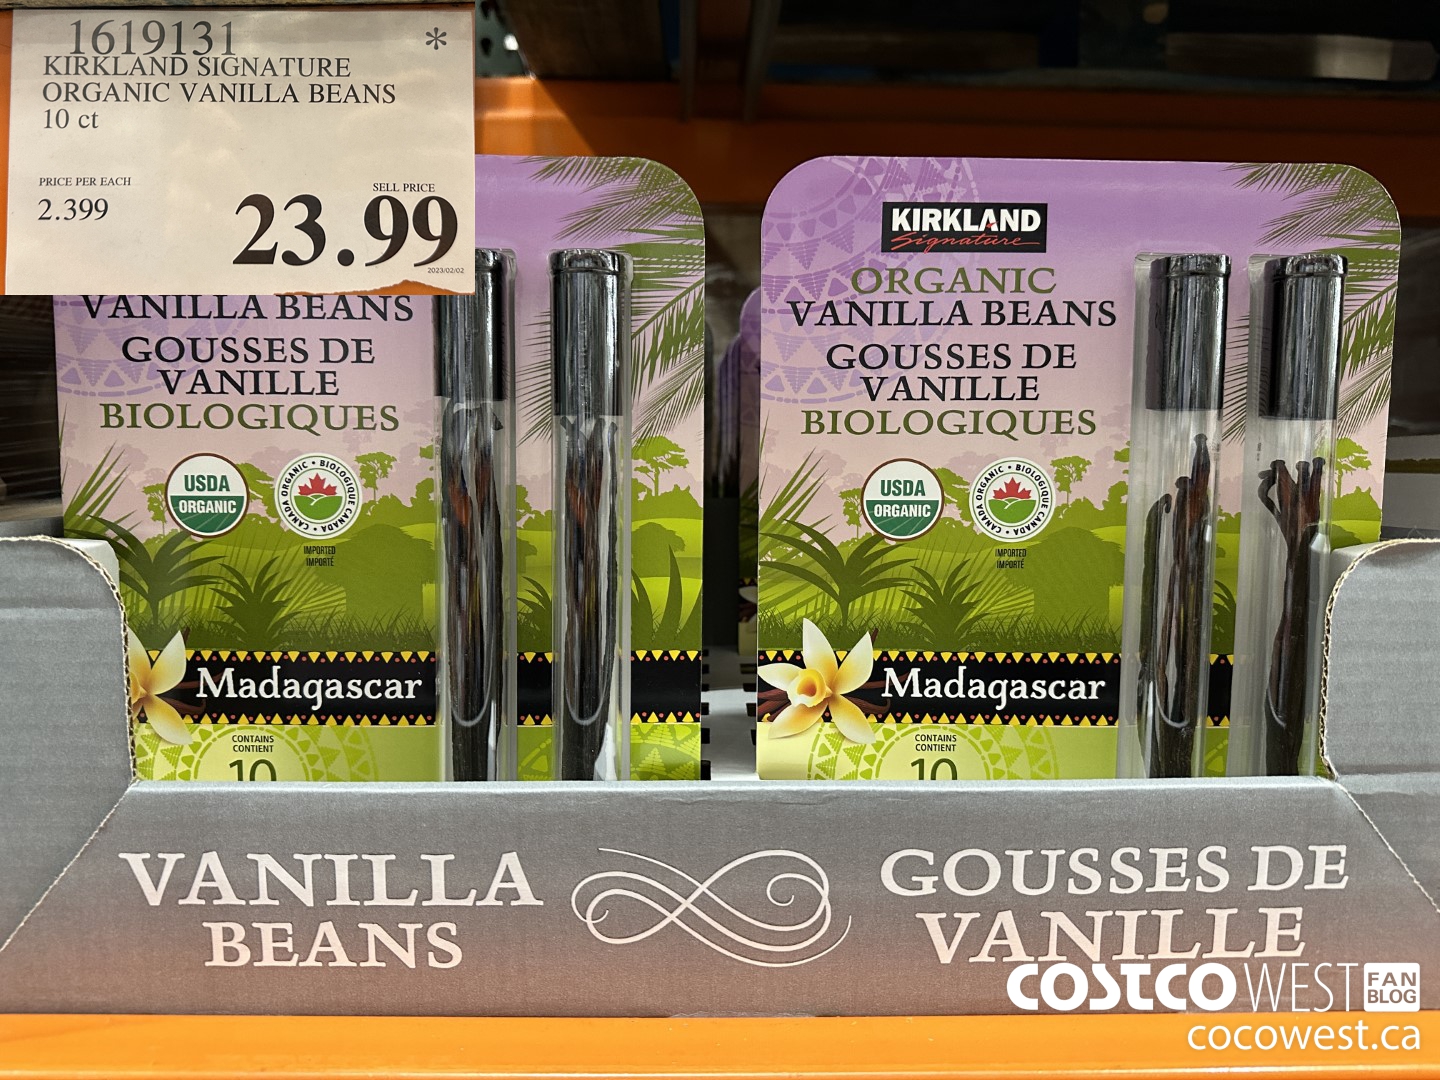 1619131 *
KIRKLAND SIGNATURE
ORGANIC VANILLA BEANS
10 ct
PRICE PER EACH
2.399
SELL PRICE
23.99
2023/02/02
VANILLA BEANS
GOUSSES DE
VANILLE
BIOLOGIQUES
USDA
ORGANIC
CANADA ORGANIC • BIOLOGIQUE CANADA •
IMPORTED
IMPORTÉ
Madagascar
CONTAINS
CONTIENT
10
KIRKLAND
Signature
ORGANIC
VANILLA BEANS
GOUSSES DE
VANILLE
BIOLOGIQUES
USDA
ORGANIC
CANADA ORGANIC • BIOLOGIQUE CANADA •
IMPORTED
IMPORTÉ
Madagascar
CONTAINS
CONTIENT
10
VANILLA
BEANS
GOUSSES DE
VANILLE
COSTCO WEST FAN BLOG
cocowest.ca